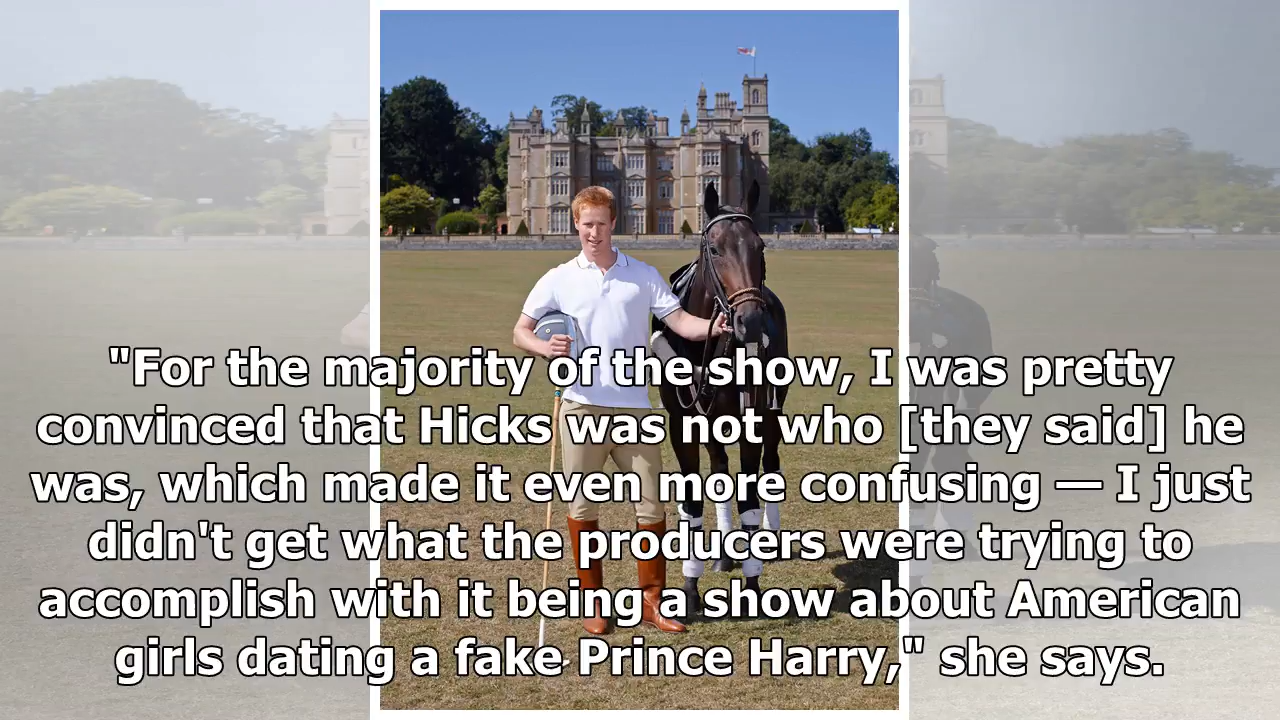 "For the majority of the show, I was pretty
convinced that Hicks was not who [they said] he
was, which made it even more confusing — I just
didn't get what the producers were trying to
accomplish with it being a show about American
girls dating a fake Prince Harry," she says.